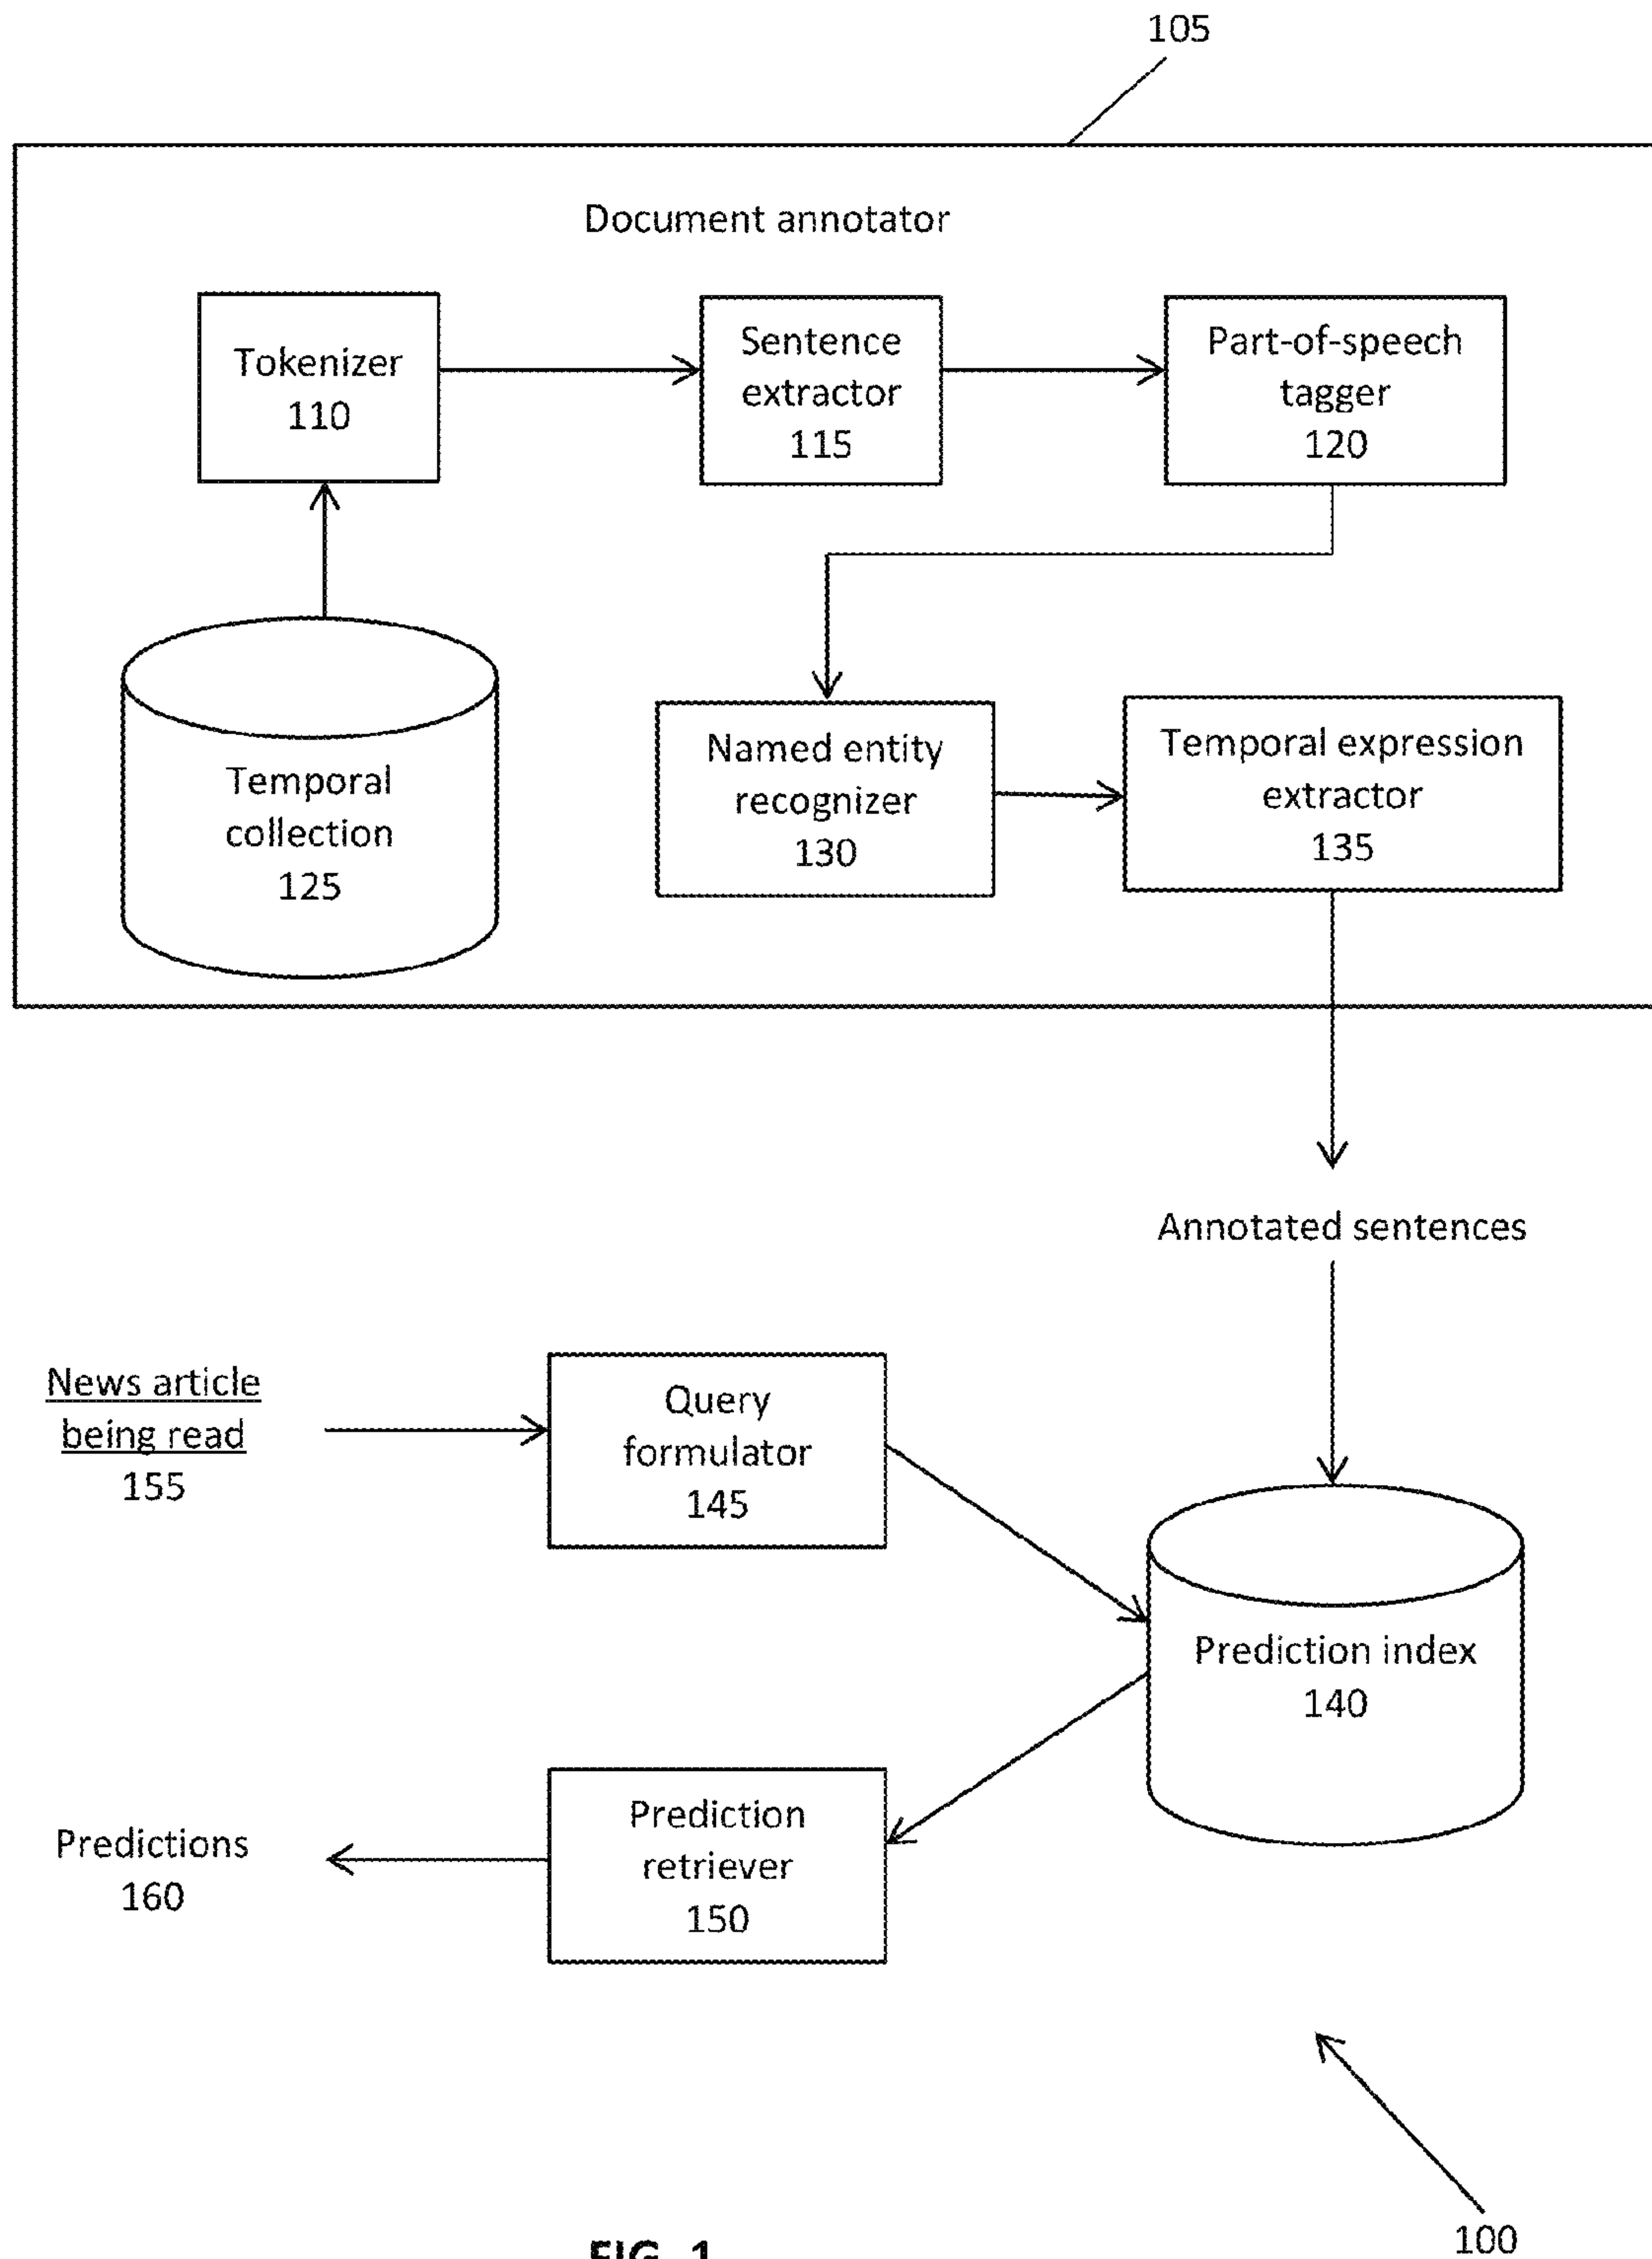 105
Document annotator
Tokenizer
110
Sentence
extractor
115
Part-of-speech
tagger
120
Temporal
collection
125
Named entity
recognizer
130
Temporal expression
extractor
135
Annotated sentences
News article
being read
155
Query
formulator
145
Prediction index
140
Predictions
160
Prediction
retriever
150
100
FIG. 1